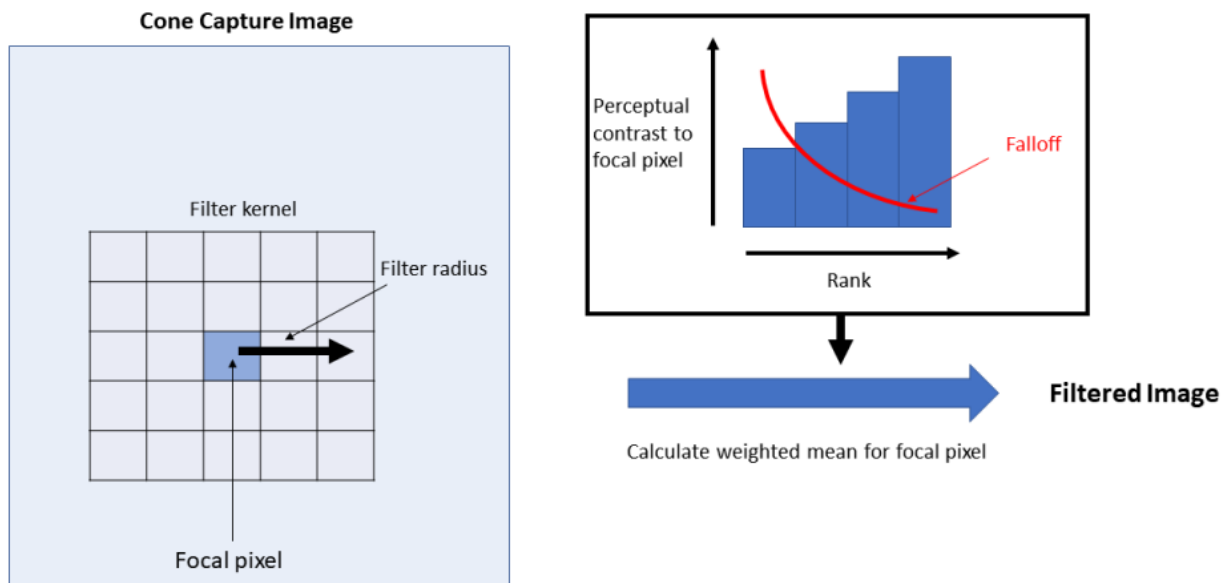 Cone Capture Image
Filter kernel
Filter radius
Focal pixel
Perceptual
contrast to
focal pixel
Falloff
Rank
Filtered Image
Calculate weighted mean for focal pixel